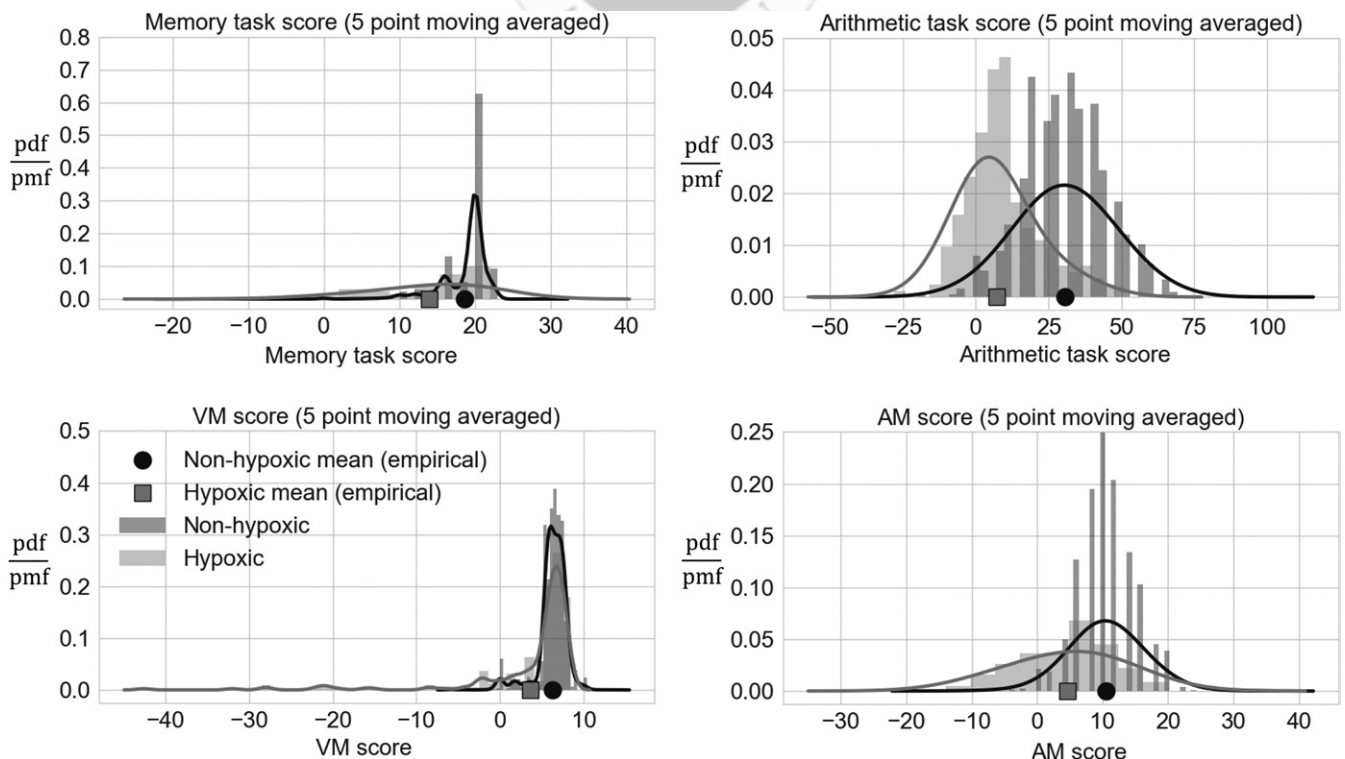 Memory task score (5 point moving averaged)
0.8
0.7
0.6
0.5
0.4
0.3
0.2
0.1
0.0
pdf
pmf
−20 −10 0 10 20 30 40
Memory task score
Arithmetic task score (5 point moving averaged)
0.05
0.04
0.03
0.02
0.01
0.00
pdf
pmf
−50 −25 0 25 50 75 100
Arithmetic task score
VM score (5 point moving averaged)
0.5
0.4
0.3
0.2
0.1
0.0
pdf
pmf
Non-hypoxic mean (empirical)
Hypoxic mean (empirical)
Non-hypoxic
Hypoxic
−40 −30 −20 −10 0 10
VM score
AM score (5 point moving averaged)
0.25
0.20
0.15
0.10
0.05
0.00
pdf
pmf
−30 −20 −10 0 10 20 30 40
AM score